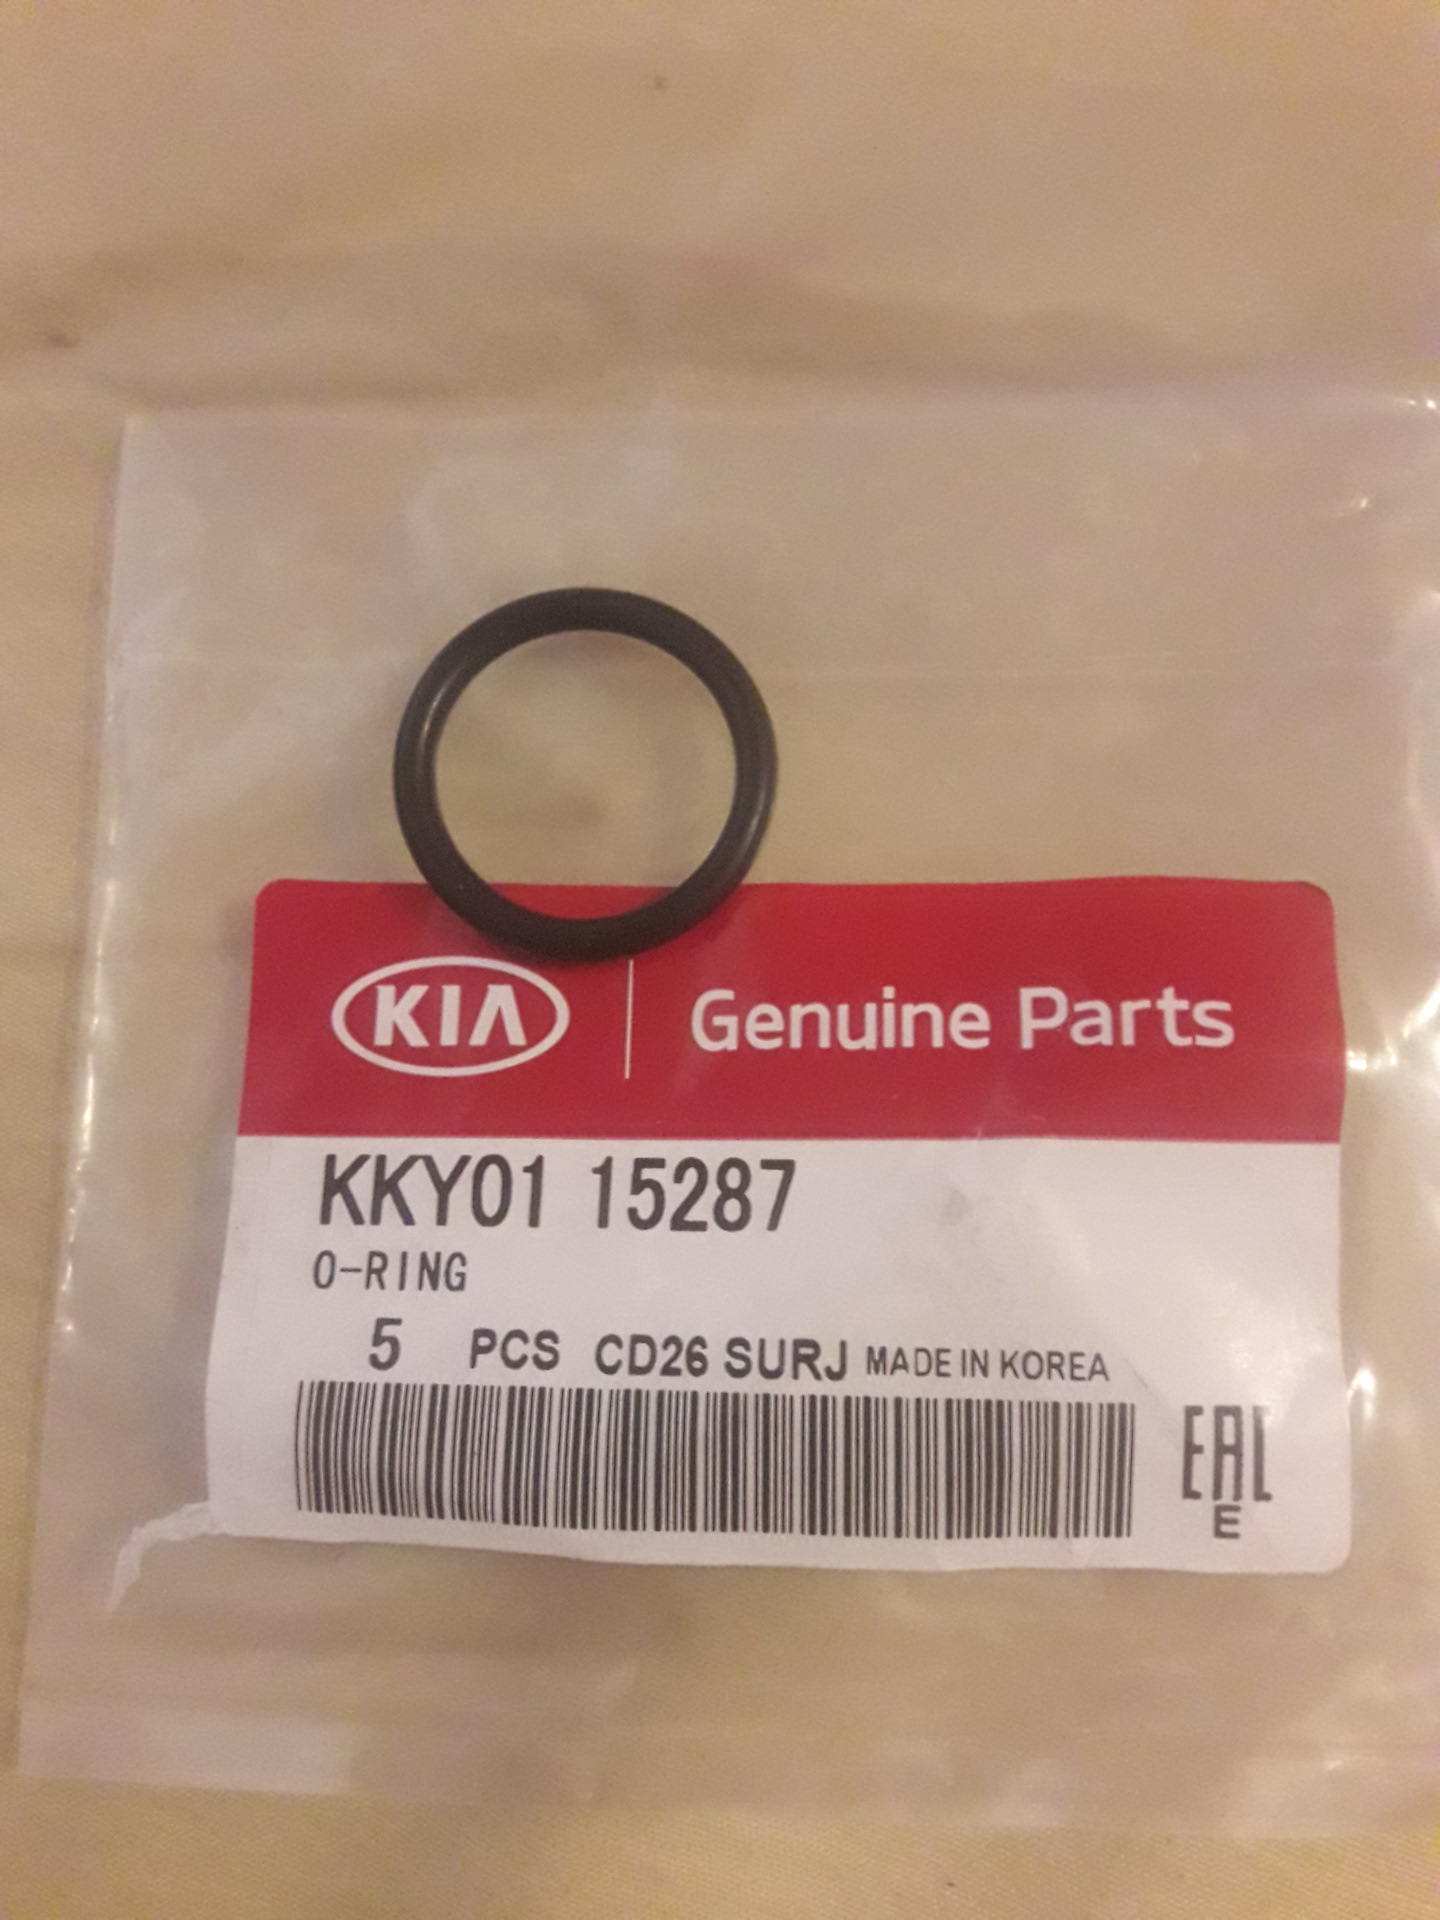 KIA Genuine Parts
KKY01 15287
O-RING
5 PCS CD26 SURJ MADE IN KOREA
EAC
E